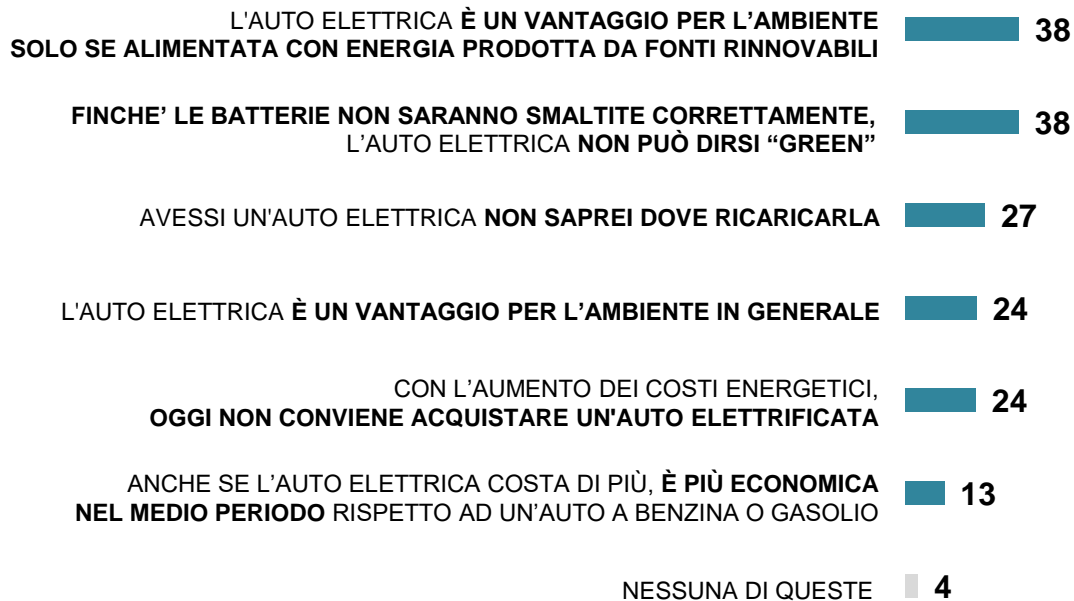 L'AUTO ELETTRICA È UN VANTAGGIO PER L’AMBIENTE
SOLO SE ALIMENTATA CON ENERGIA PRODOTTA DA FONTI RINNOVABILI
38
FINCHE’ LE BATTERIE NON SARANNO SMALTITE CORRETTAMENTE,
L’AUTO ELETTRICA NON PUÒ DIRSI “GREEN”
38
AVESSI UN'AUTO ELETTRICA NON SAPREI DOVE RICARICARLA
27
L'AUTO ELETTRICA È UN VANTAGGIO PER L’AMBIENTE IN GENERALE
24
CON L’AUMENTO DEI COSTI ENERGETICI,
OGGI NON CONVIENE ACQUISTARE UN'AUTO ELETTRIFICATA
24
ANCHE SE L’AUTO ELETTRICA COSTA DI PIÙ, È PIÙ ECONOMICA
NEL MEDIO PERIODO RISPETTO AD UN’AUTO A BENZINA O GASOLIO
13
NESSUNA DI QUESTE
4